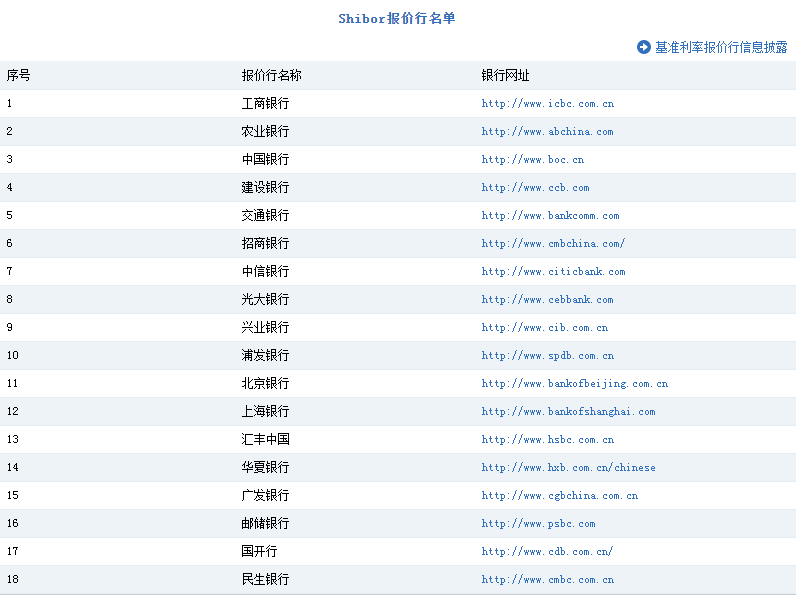 Shibor报价行名单
基准利率报价行信息披露
序号 报价行名称 银行网址
1 工商银行 http://www.icbc.com.cn
2 农业银行 http://www.abchina.com
3 中国银行 http://www.boc.cn
4 建设银行 http://www.ccb.com
5 交通银行 http://www.bankcomm.com
6 招商银行 http://www.cmbchina.com/
7 中信银行 http://www.citicbank.com
8 光大银行 http://www.cebbank.com
9 兴业银行 http://www.cib.com.cn
10 浦发银行 http://www.spdb.com.cn
11 北京银行 http://www.bankofbeijing.com.cn
12 上海银行 http://www.bankofshanghai.com
13 汇丰中国 http://www.hsbc.com.cn
14 华夏银行 http://www.hxb.com.cn/chinese
15 广发银行 http://www.cgbchina.com.cn
16 邮储银行 http://www.psbc.com
17 国开行 http://www.cdb.com.cn/
18 民生银行 http://www.cmbc.com.cn